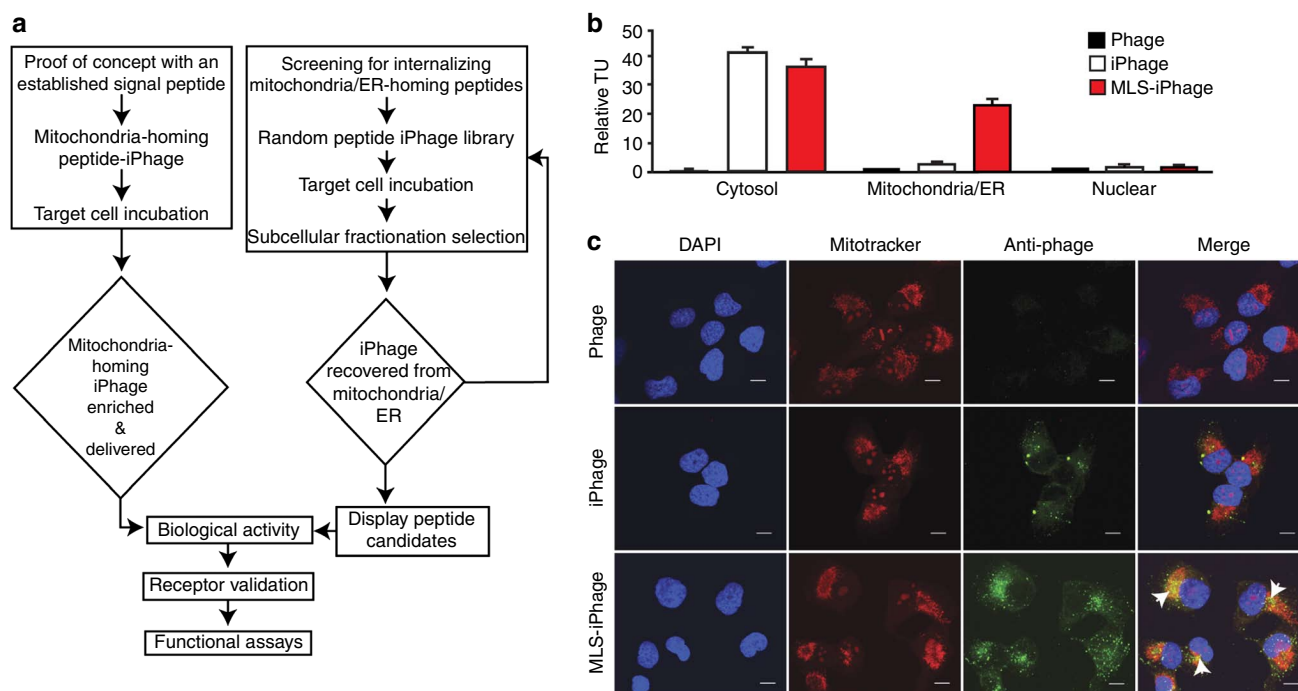 a
Proof of concept with an
established signal peptide
Mitochondria-homing
peptide-iPhage
Target cell incubation
Mitochondria-
homing
iPhage
enriched
&
delivered
Screening for internalizing
mitochondria/ER-homing peptides
Random peptide iPhage library
Target cell incubation
Subcellular fractionation selection
iPhage
recovered from
mitochondria/
ER
Display peptide
candidates
Biological activity
Receptor validation
Functional assays
b
Relative TU
50
40
30
20
10
0
Cytosol
Mitochondria/ER
Nuclear
Phage
iPhage
MLS-iPhage
c
DAPI
Mitotracker
Anti-phage
Merge
Phage
iPhage
MLS-iPhage